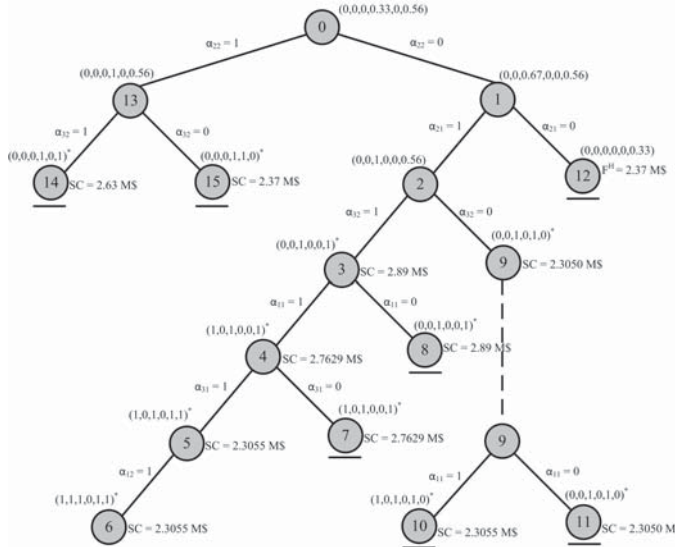 (0,0,0,0.33,0,0.56)
0
α₂₂ = 1
α₂₂ = 0
(0,0,0,1,0,0.56)
(0,0,0.67,0,0,0.56)
13
1
α₃₂ = 1
α₃₂ = 0
α₂₁ = 1
α₂₁ = 0
(0,0,0,1,0,1)*
(0,0,0,1,1,0)*
(0,0,1,0,0,0.56)
(0,0,0,0,0,0.33)
14
SC = 2.63 M$
15
SC = 2.37 M$
2
12
Fᴴ = 2.37 M$
α₃₂ = 1
α₃₂ = 0
(0,0,1,0,0,1)*
(0,0,1,0,1,0)*
3
SC = 2.89 M$
9
SC = 2.3050 M$
α₁₁ = 1
α₁₁ = 0
(1,0,1,0,0,1)*
(0,0,1,0,0,1)*
4
SC = 2.7629 M$
8
SC = 2.89 M$
α₃₁ = 1
α₃₁ = 0
(1,0,1,0,1,1)*
(1,0,1,0,0,1)*
5
SC = 2.3055 M$
7
SC = 2.7629 M$
9
α₁₂ = 1
α₁₁ = 1
α₁₁ = 0
(1,1,1,0,1,1)*
(1,0,1,0,1,0)*
(0,0,1,0,1,0)*
6
SC = 2.3055 M$
10
SC = 2.3055 M$
11
SC = 2.3050 M$